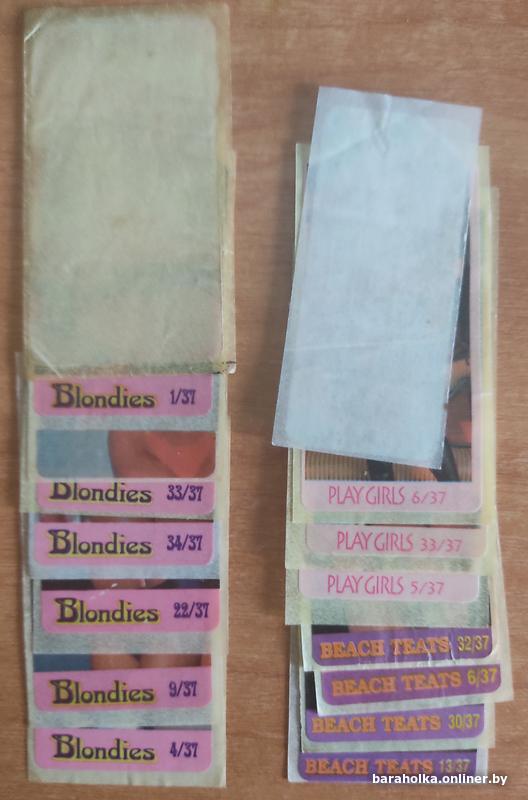 Blondies 1/37
Blondies 33/37
Blondies 34/37
Blondies 22/37
Blondies 9/37
Blondies 4/37
PLAY GIRLS 6/37
PLAY GIRLS 33/37
PLAY GIRLS 5/37
BEACH TEATS 32/37
BEACH TEATS 6/37
BEACH TEATS 30/37
BEACH TEATS 13/37
baraholka.onliner.by